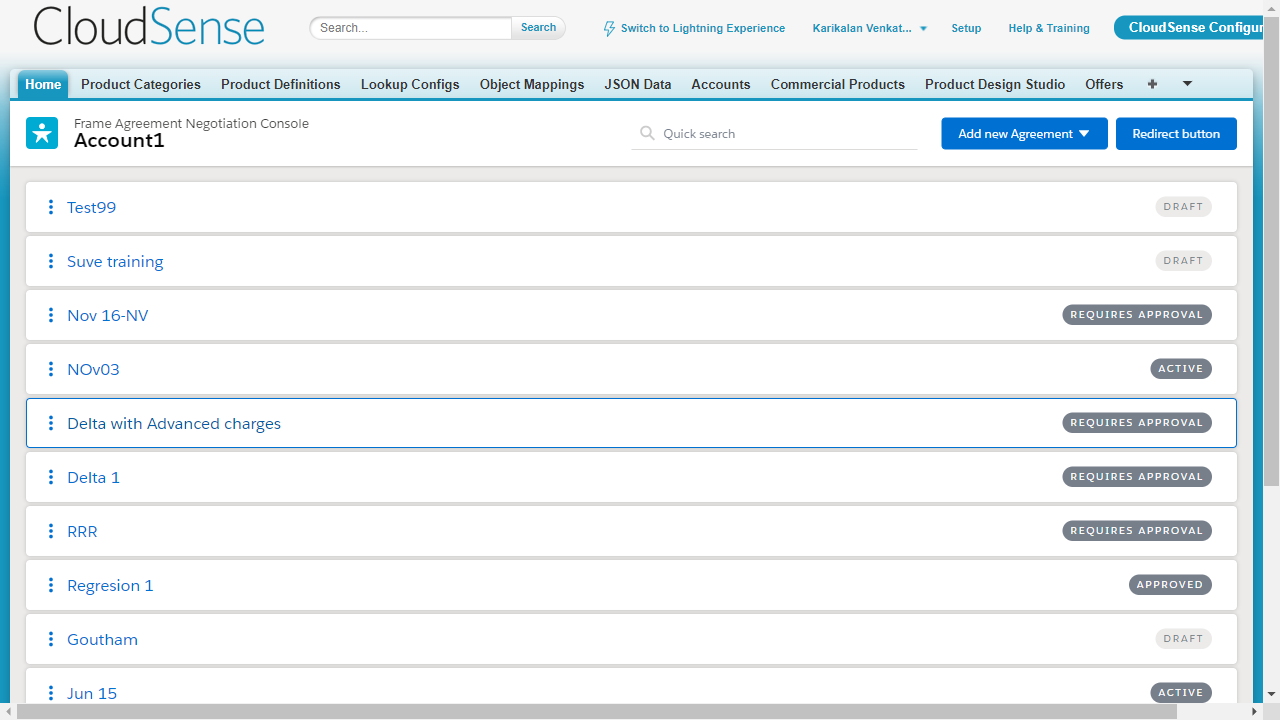 CloudSense
Search...
Search
Switch to Lightning Experience
Karikalan Venkat...
Setup
Help & Training
CloudSense Configur
Home
Product Categories
Product Definitions
Lookup Configs
Object Mappings
JSON Data
Accounts
Commercial Products
Product Design Studio
Offers
Frame Agreement Negotiation Console
Account1
Quick search
Add new Agreement
Redirect button
Test99
DRAFT
Suve training
DRAFT
Nov 16-NV
REQUIRES APPROVAL
NOv03
ACTIVE
Delta with Advanced charges
REQUIRES APPROVAL
Delta 1
REQUIRES APPROVAL
RRR
REQUIRES APPROVAL
Regresion 1
APPROVED
Goutham
DRAFT
Jun 15
ACTIVE